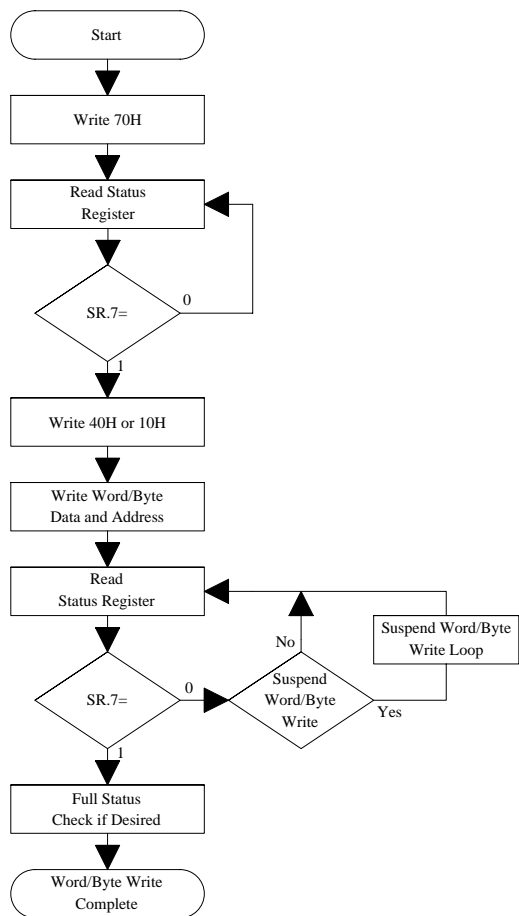 Start
Write 70H
Read Status
Register
SR.7=
0
1
Write 40H or 10H
Write Word/Byte
Data and Address
Read
Status Register
SR.7=
0
1
No
Suspend
Word/Byte
Write
Yes
Suspend Word/Byte
Write Loop
Full Status
Check if Desired
Word/Byte Write
Complete